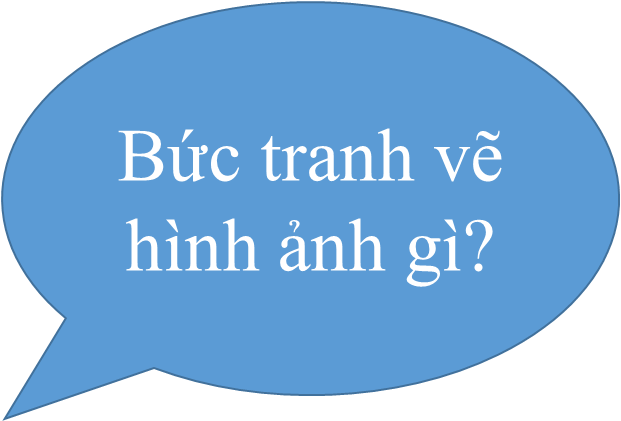 Bức tranh vẽ
hình ảnh gì?